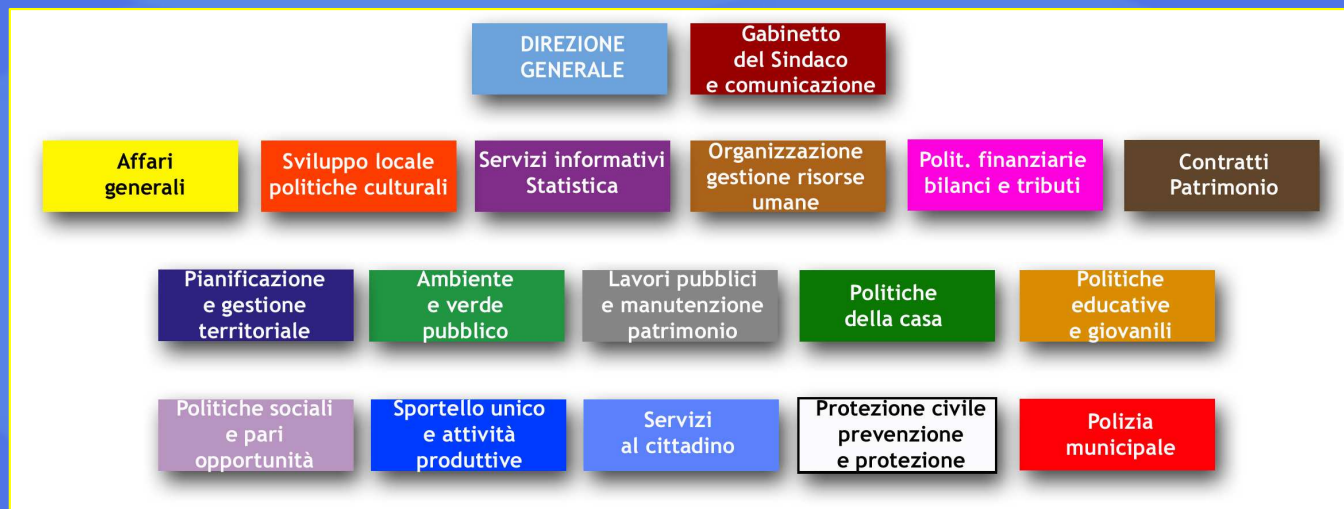 DIREZIONE
GENERALE
Gabinetto
del Sindaco
e comunicazione
Affari
generali
Sviluppo locale
politiche culturali
Servizi informativi
Statistica
Organizzazione
gestione risorse
umane
Polit. finanziarie
bilanci e tributi
Contratti
Patrimonio
Pianificazione
e gestione
territoriale
Ambiente
e verde
pubblico
Lavori pubblici
e manutenzione
patrimonio
Politiche
della casa
Politiche
educative
e giovanili
Politiche sociali
e pari
opportunità
Sportello unico
e attività
produttive
Servizi
al cittadino
Protezione civile
prevenzione
e protezione
Polizia
municipale